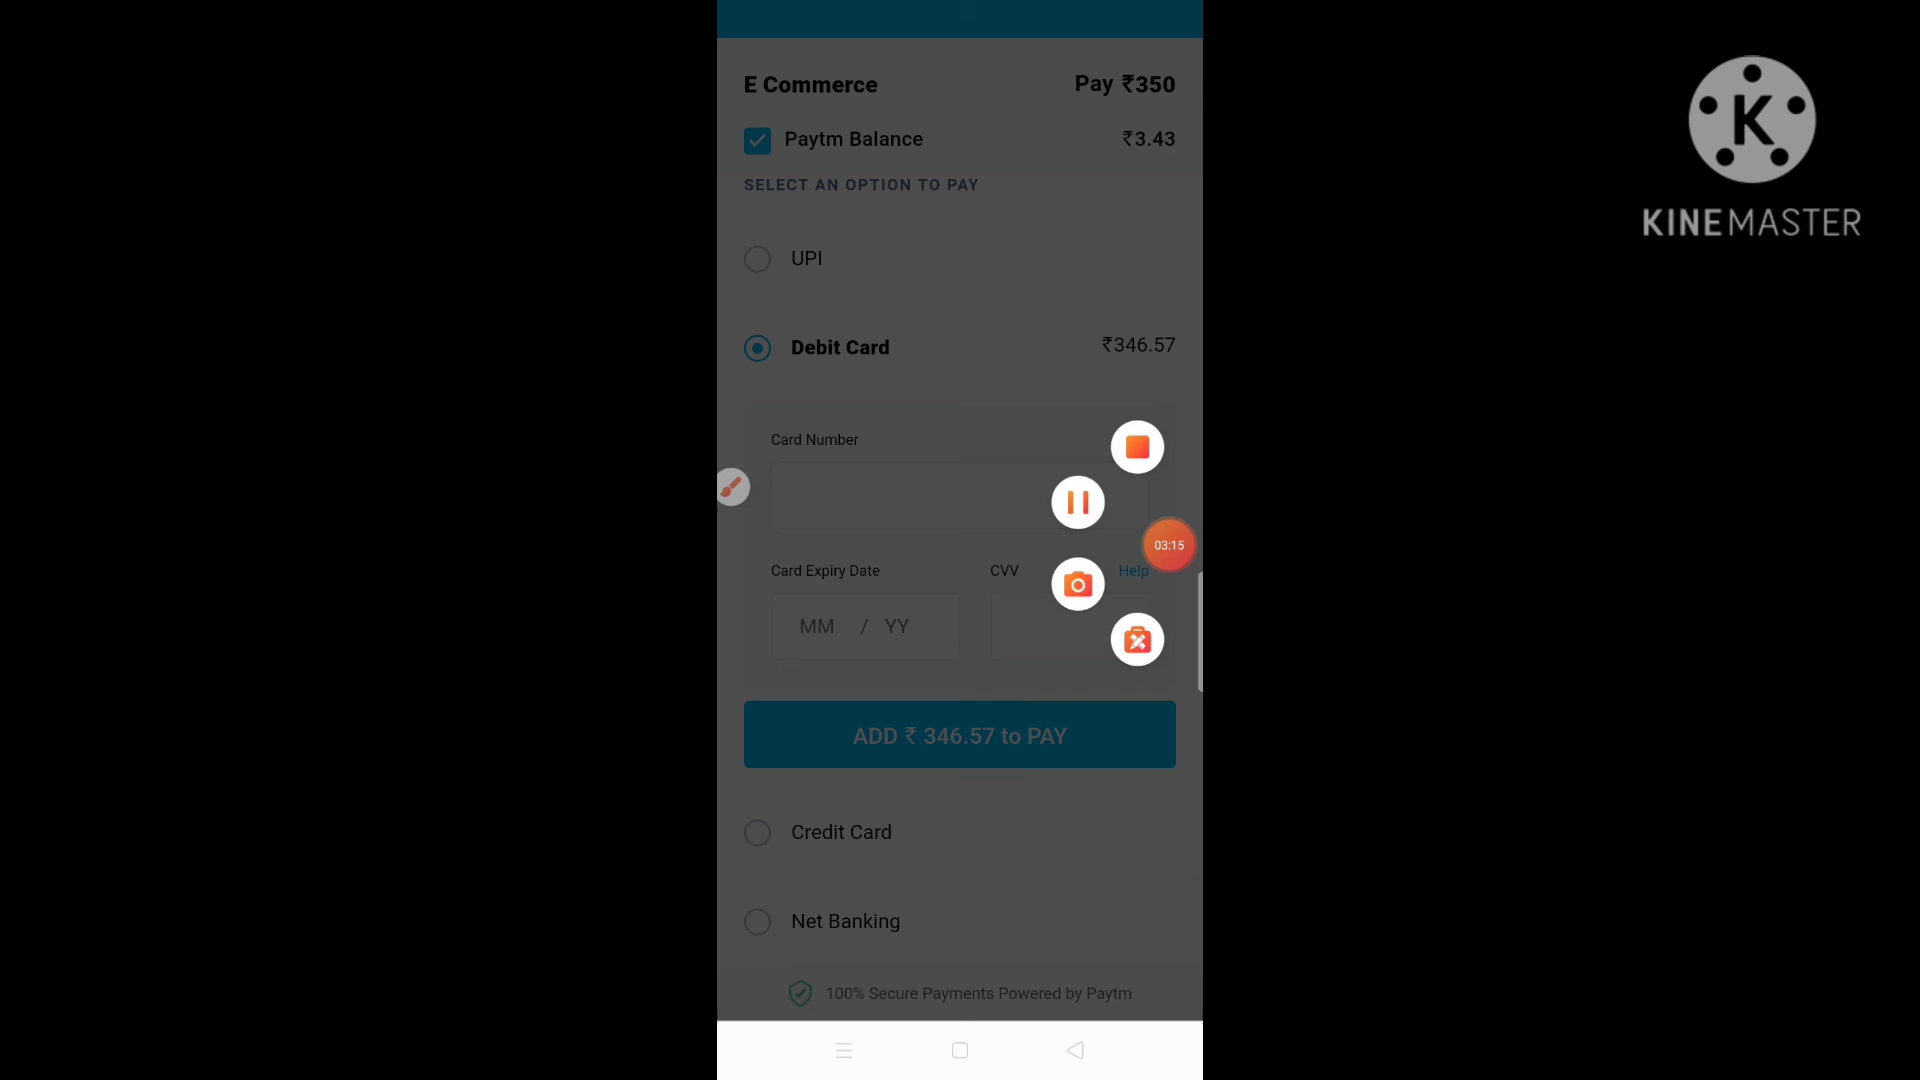 E Commerce Pay ₹350
Paytm Balance ₹3.43
SELECT AN OPTION TO PAY
UPI
Debit Card ₹346.57
Card Number
Card Expiry Date CVV Help
MM / YY
ADD ₹ 346.57 to PAY
Credit Card
Net Banking
100% Secure Payments Powered by Paytm
03:15
K
KINEMASTER